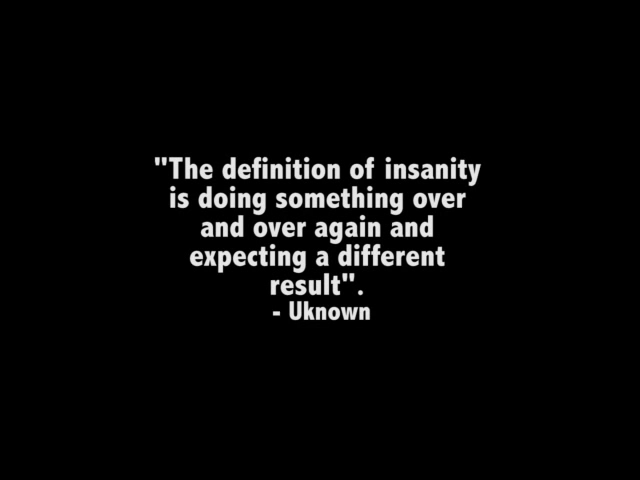 "The definition of insanity
is doing something over
and over again and
expecting a different
result".
- Uknown